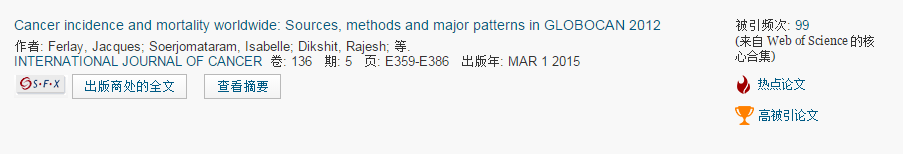 Cancer incidence and mortality worldwide: Sources, methods and major patterns in GLOBOCAN 2012
作者: Ferlay, Jacques; Soerjomataram, Isabelle; Dikshit, Rajesh; 等.
INTERNATIONAL JOURNAL OF CANCER 卷: 136 期: 5 页: E359-E386 出版年: MAR 1 2015
S·F·X 出版商处的全文 查看摘要
被引频次: 99
(来自 Web of Science 的核
心合集)
热点论文
高被引论文